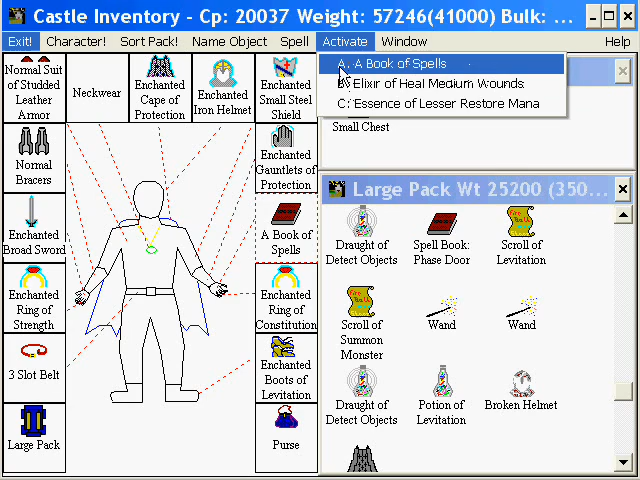 Castle Inventory - Cp: 20037 Weight: 57246(41000) Bulk: ...
Exit! Character! Sort Pack! Name Object Spell Activate Window Help
A: A Book of Spells
B: Elixir of Heal Medium Wounds
C: Essence of Lesser Restore Mana
Normal Suit
of Studded
Leather
Armor
Neckwear
Enchanted
Cape of
Protection
Enchanted
Iron Helmet
Enchanted
Small Steel
Shield
Small Chest
Normal
Bracers
Enchanted
Gauntlets of
Protection
Enchanted
Broad Sword
A Book of
Spells
Enchanted
Ring of
Strength
Enchanted
Ring of
Constitution
3 Slot Belt
Enchanted
Boots of
Levitation
Large Pack
Purse
Large Pack Wt 25200 (350...
Draught of
Detect Objects
Spell Book:
Phase Door
Scroll of
Levitation
Scroll of
Summon
Monster
Wand
Wand
Draught of
Detect Objects
Potion of
Levitation
Broken Helmet